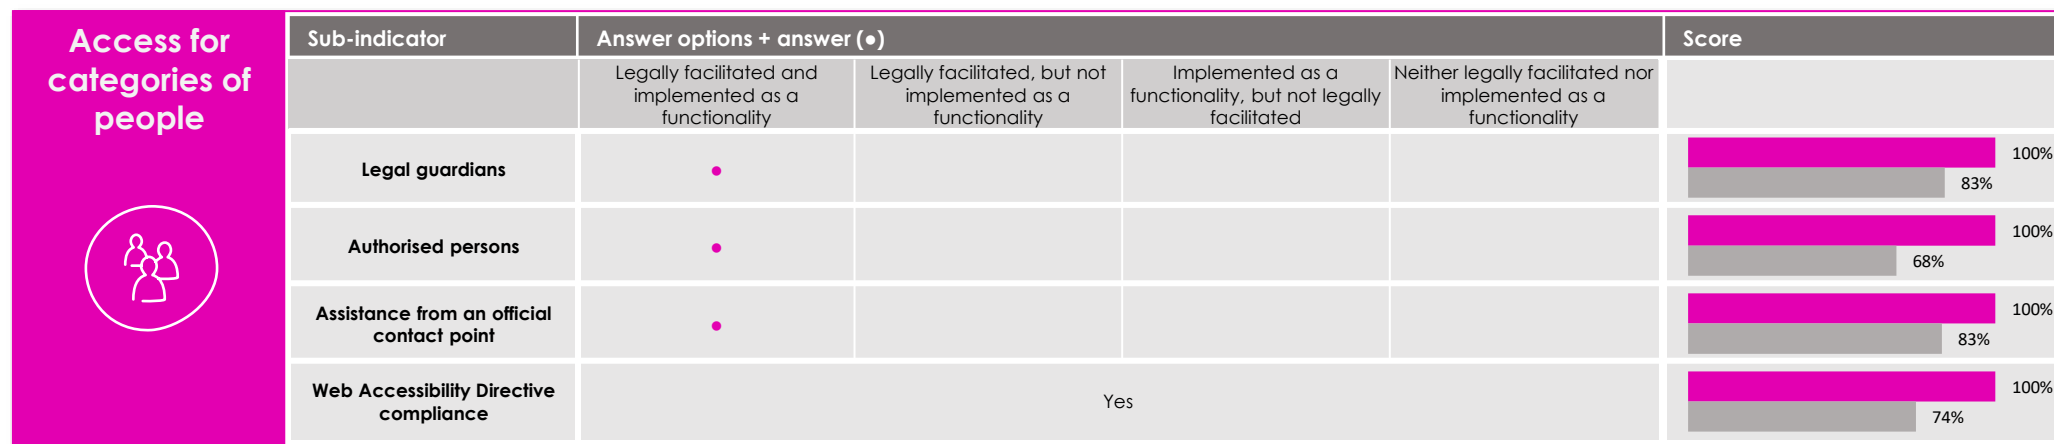 Access for
categories of
people
Sub-indicator
Answer options + answer (●)
Score
Legally facilitated and
implemented as a
functionality
Legally facilitated, but not
implemented as a
functionality
Implemented as a
functionality, but not legally
facilitated
Neither legally facilitated nor
implemented as a
functionality
Legal guardians
●
100%
83%
Authorised persons
●
100%
68%
Assistance from an official
contact point
●
100%
83%
Web Accessibility Directive
compliance
Yes
100%
74%